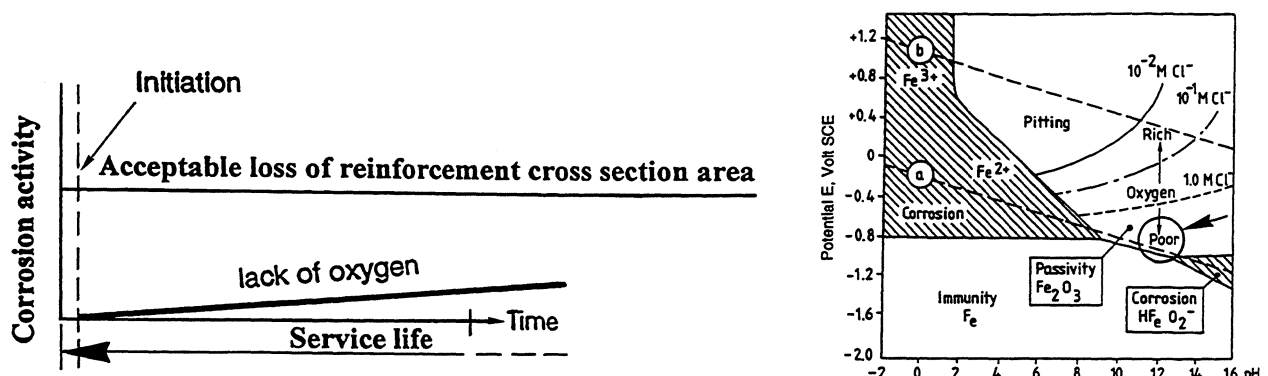 Initiation
Corrosion activity
Acceptable loss of reinforcement cross section area
lack of oxygen
Time
Service life
Potential E, Volt SCE
+1.2
+0.8
+0.4
0
-0.4
-0.8
-1.2
-1.6
-2.0
b
Fe3+
10-2 M Cl-
10-1 M Cl-
Pitting
Rich
a
Fe2+
1.0 M Cl-
Oxygen
Corrosion
Poor
Passivity
Fe2O3
Corrosion
HFeO2-
Immunity
Fe
-2 0 2 4 6 8 10 12 14 16 pH